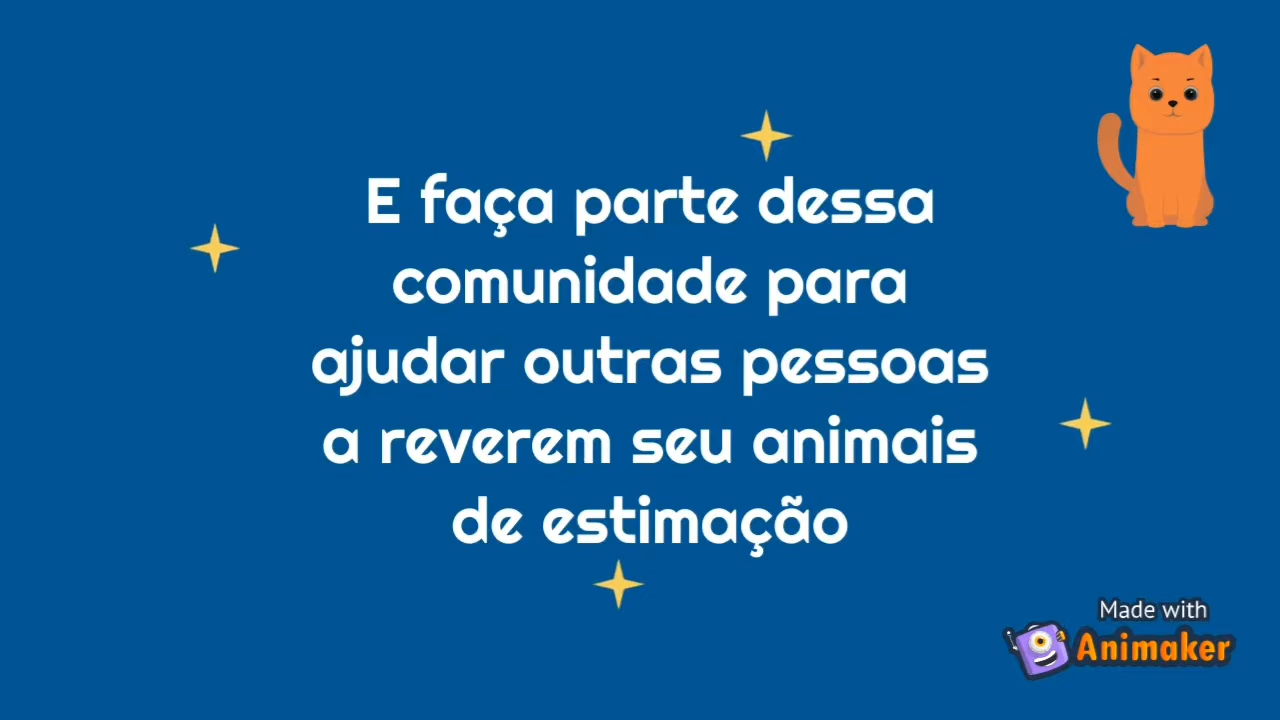 E faça parte dessa
comunidade para
ajudar outras pessoas
a reverem seu animais
de estimação
Made with
Animaker